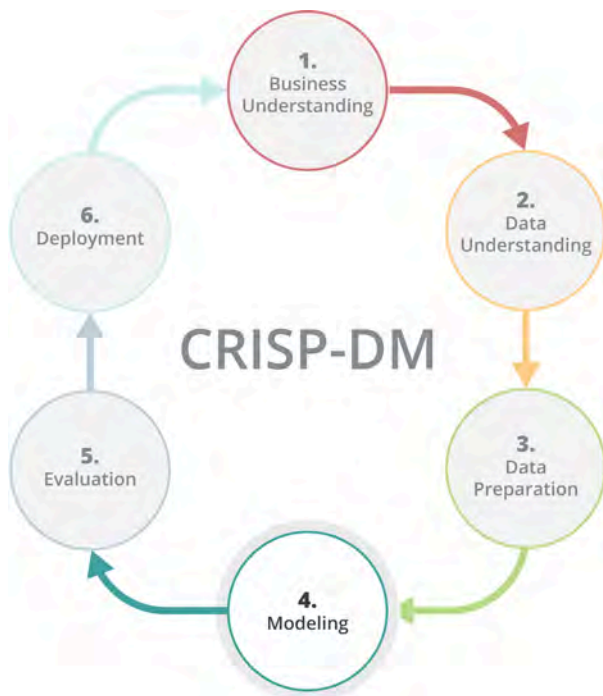 1.
Business
Understanding
2.
Data
Understanding
3.
Data
Preparation
4.
Modeling
5.
Evaluation
6.
Deployment
CRISP-DM